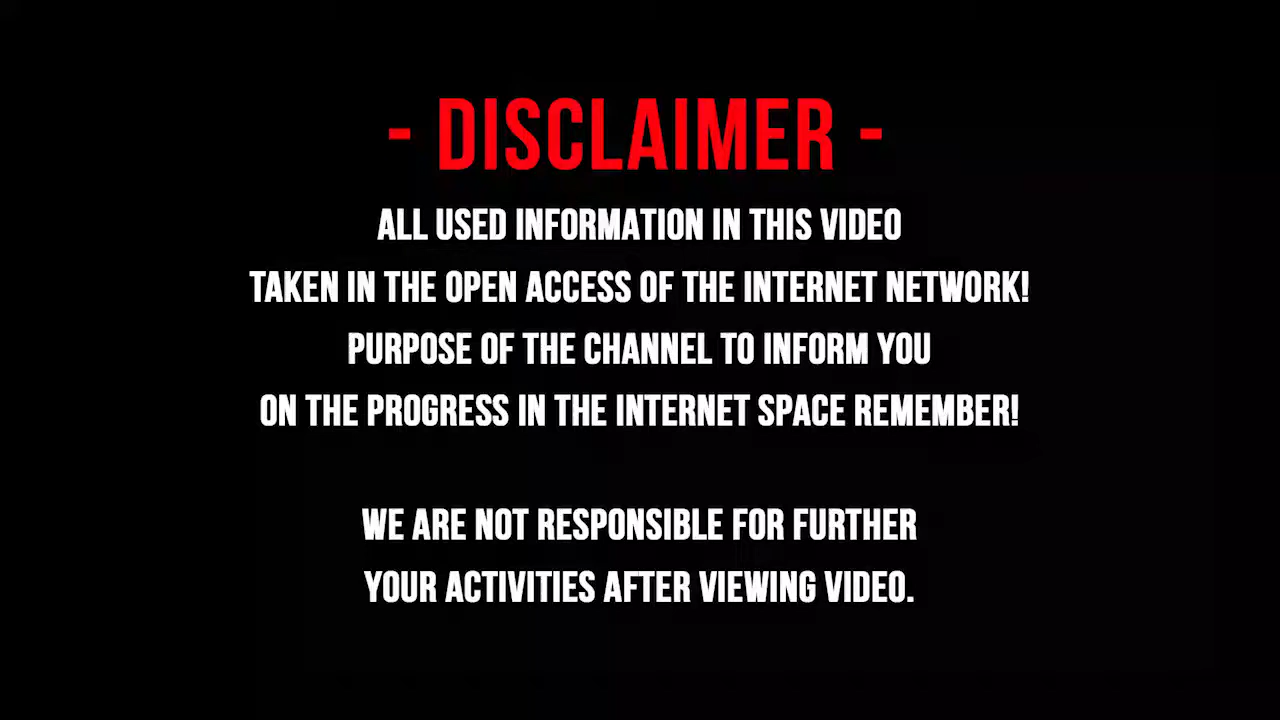 - DISCLAIMER -
ALL USED INFORMATION IN THIS VIDEO
TAKEN IN THE OPEN ACCESS OF THE INTERNET NETWORK!
PURPOSE OF THE CHANNEL TO INFORM YOU
ON THE PROGRESS IN THE INTERNET SPACE REMEMBER!
WE ARE NOT RESPONSIBLE FOR FURTHER
YOUR ACTIVITIES AFTER VIEWING VIDEO.